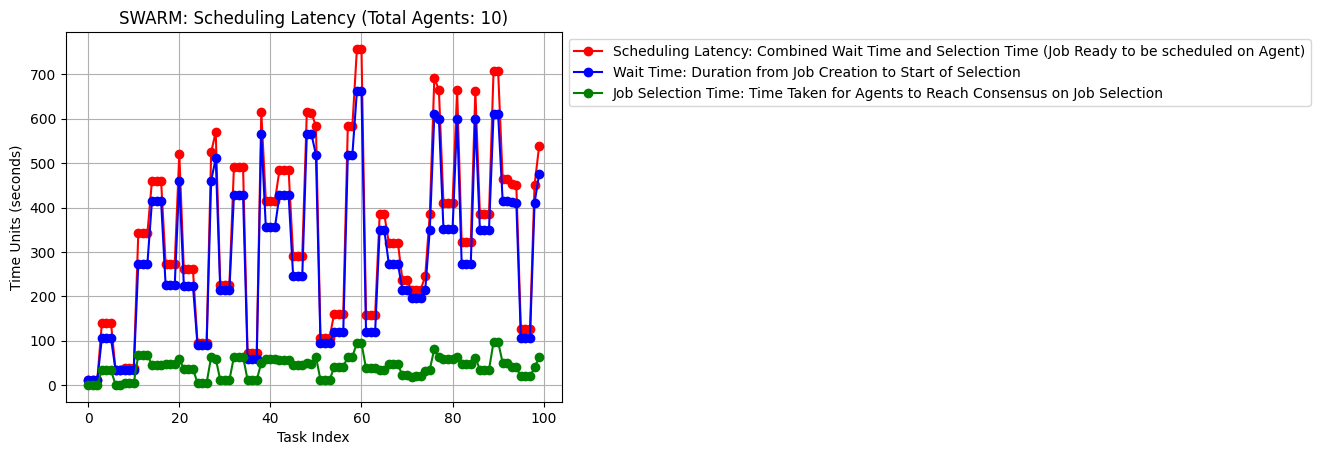 SWARM: Scheduling Latency (Total Agents: 10)
Scheduling Latency: Combined Wait Time and Selection Time (Job Ready to be scheduled on Agent)
Wait Time: Duration from Job Creation to Start of Selection
Job Selection Time: Time Taken for Agents to Reach Consensus on Job Selection
Time Units (seconds)
700
600
500
400
300
200
100
0
0 20 40 60 80 100
Task Index